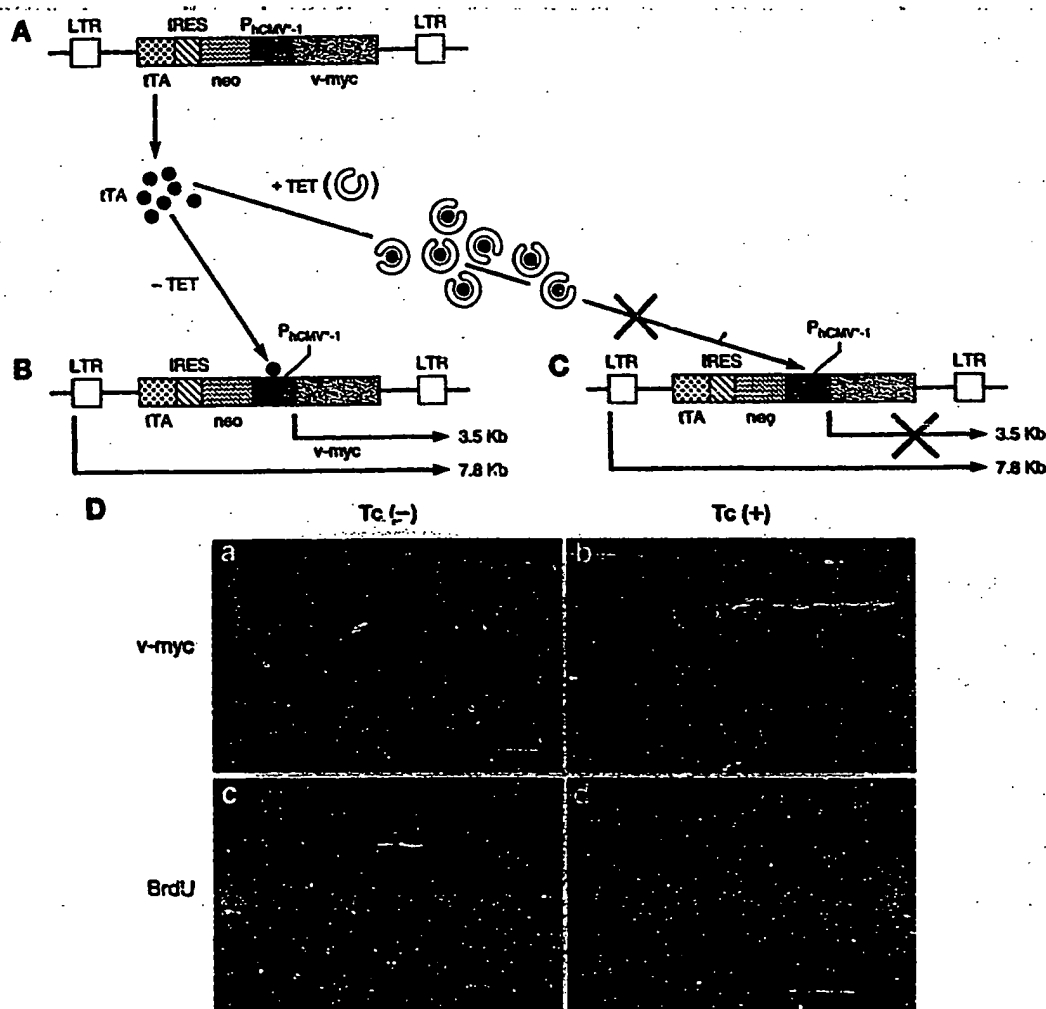 A
LTR IRES PhCMV*-1 LTR
tTA neo v-myc
tTA
+ TET ( )
– TET
PhCMV*-1
PhCMV*-1
B LTR IRES LTR
C LTR IRES LTR
tTA neo
tTA neo
v-myc
3.5 Kb
7.8 Kb
3.5 Kb
7.8 Kb
D
Tc (–) Tc (+)
v-myc a b
BrdU c d